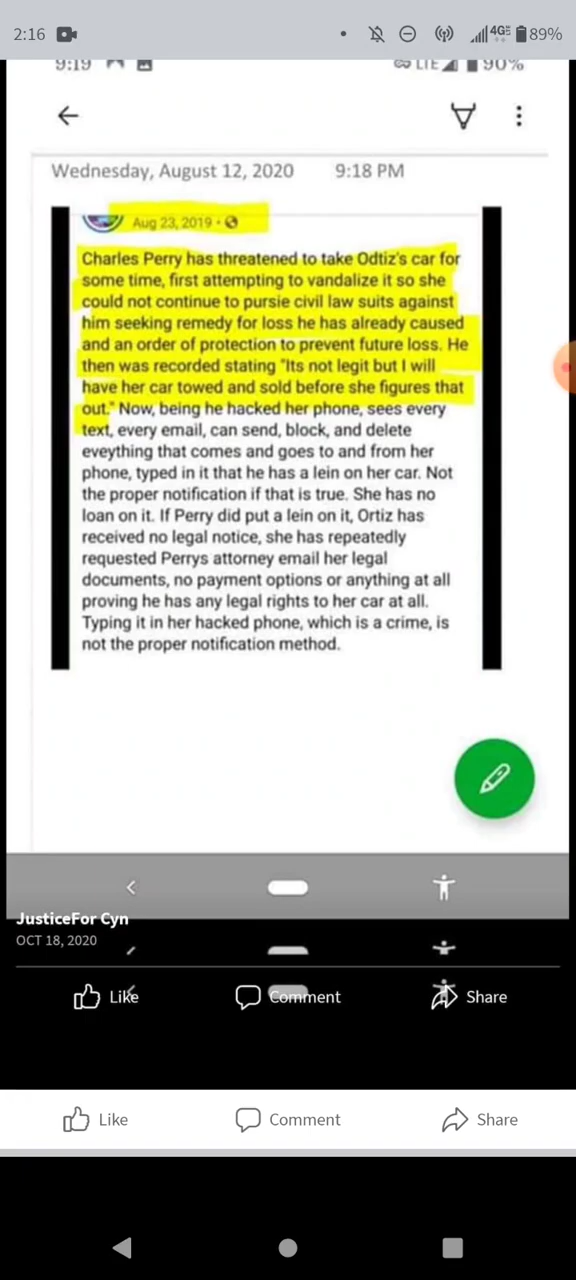 2:16 4G 89%
9:19 LTE 90%
Wednesday, August 12, 2020 9:18 PM
Aug 23, 2019 ·
Charles Perry has threatened to take Odtiz's car for
some time, first attempting to vandalize it so she
could not continue to pursie civil law suits against
him seeking remedy for loss he has already caused
and an order of protection to prevent future loss. He
then was recorded stating "Its not legit but I will
have her car towed and sold before she figures that
out." Now, being he hacked her phone, sees every
text, every email, can send, block, and delete
eveything that comes and goes to and from her
phone, typed in it that he has a lein on her car. Not
the proper notification if that is true. She has no
loan on it. If Perry did put a lein on it, Ortiz has
received no legal notice, she has repeatedly
requested Perrys attorney email her legal
documents, no payment options or anything at all
proving he has any legal rights to her car at all.
Typing it in her hacked phone, which is a crime, is
not the proper notification method.
JusticeFor Cyn
OCT 18, 2020
Like Comment Share
Like Comment Share